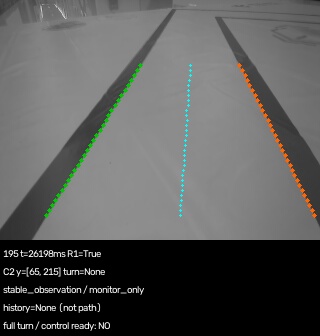 195 t=26198ms R1=True
C2 y=[65, 215] turn=None
stable_observation / monitor_only
history=None (not path)
full turn / control ready: NO